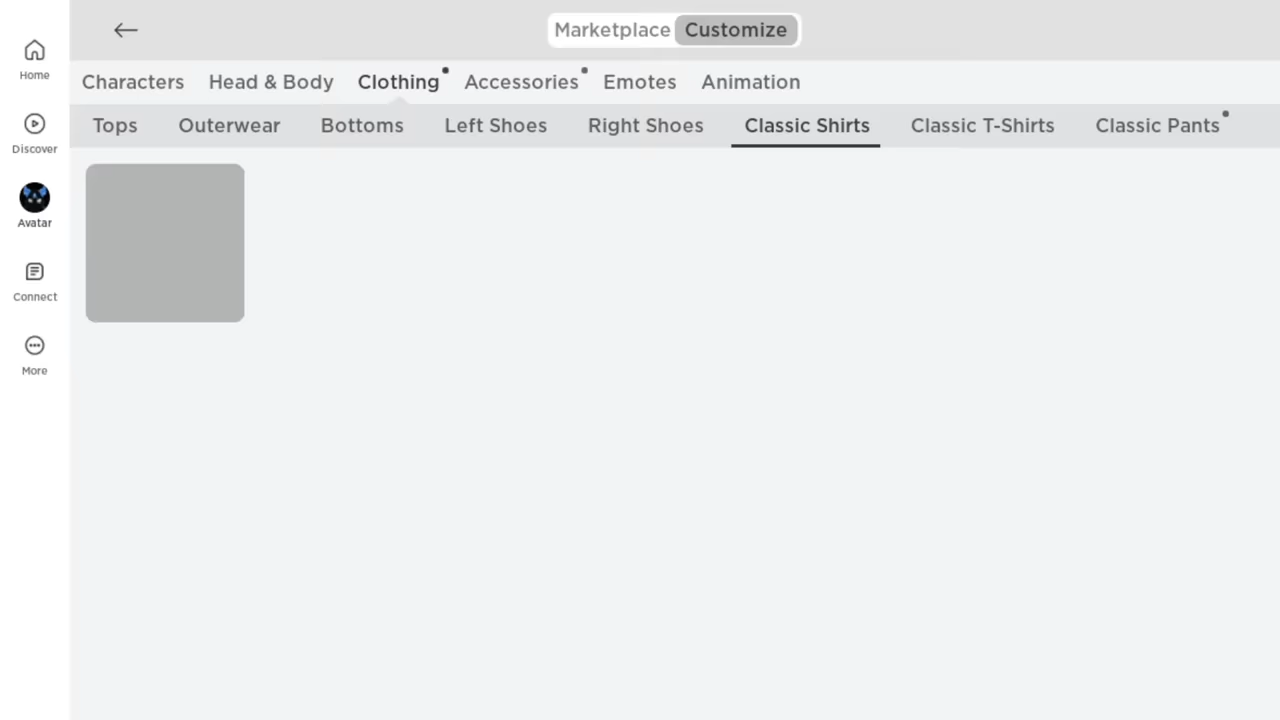 Marketplace Customize
Characters Head & Body Clothing Accessories Emotes Animation
Tops Outerwear Bottoms Left Shoes Right Shoes Classic Shirts Classic T-Shirts Classic Pants
Home
Discover
Avatar
Connect
More